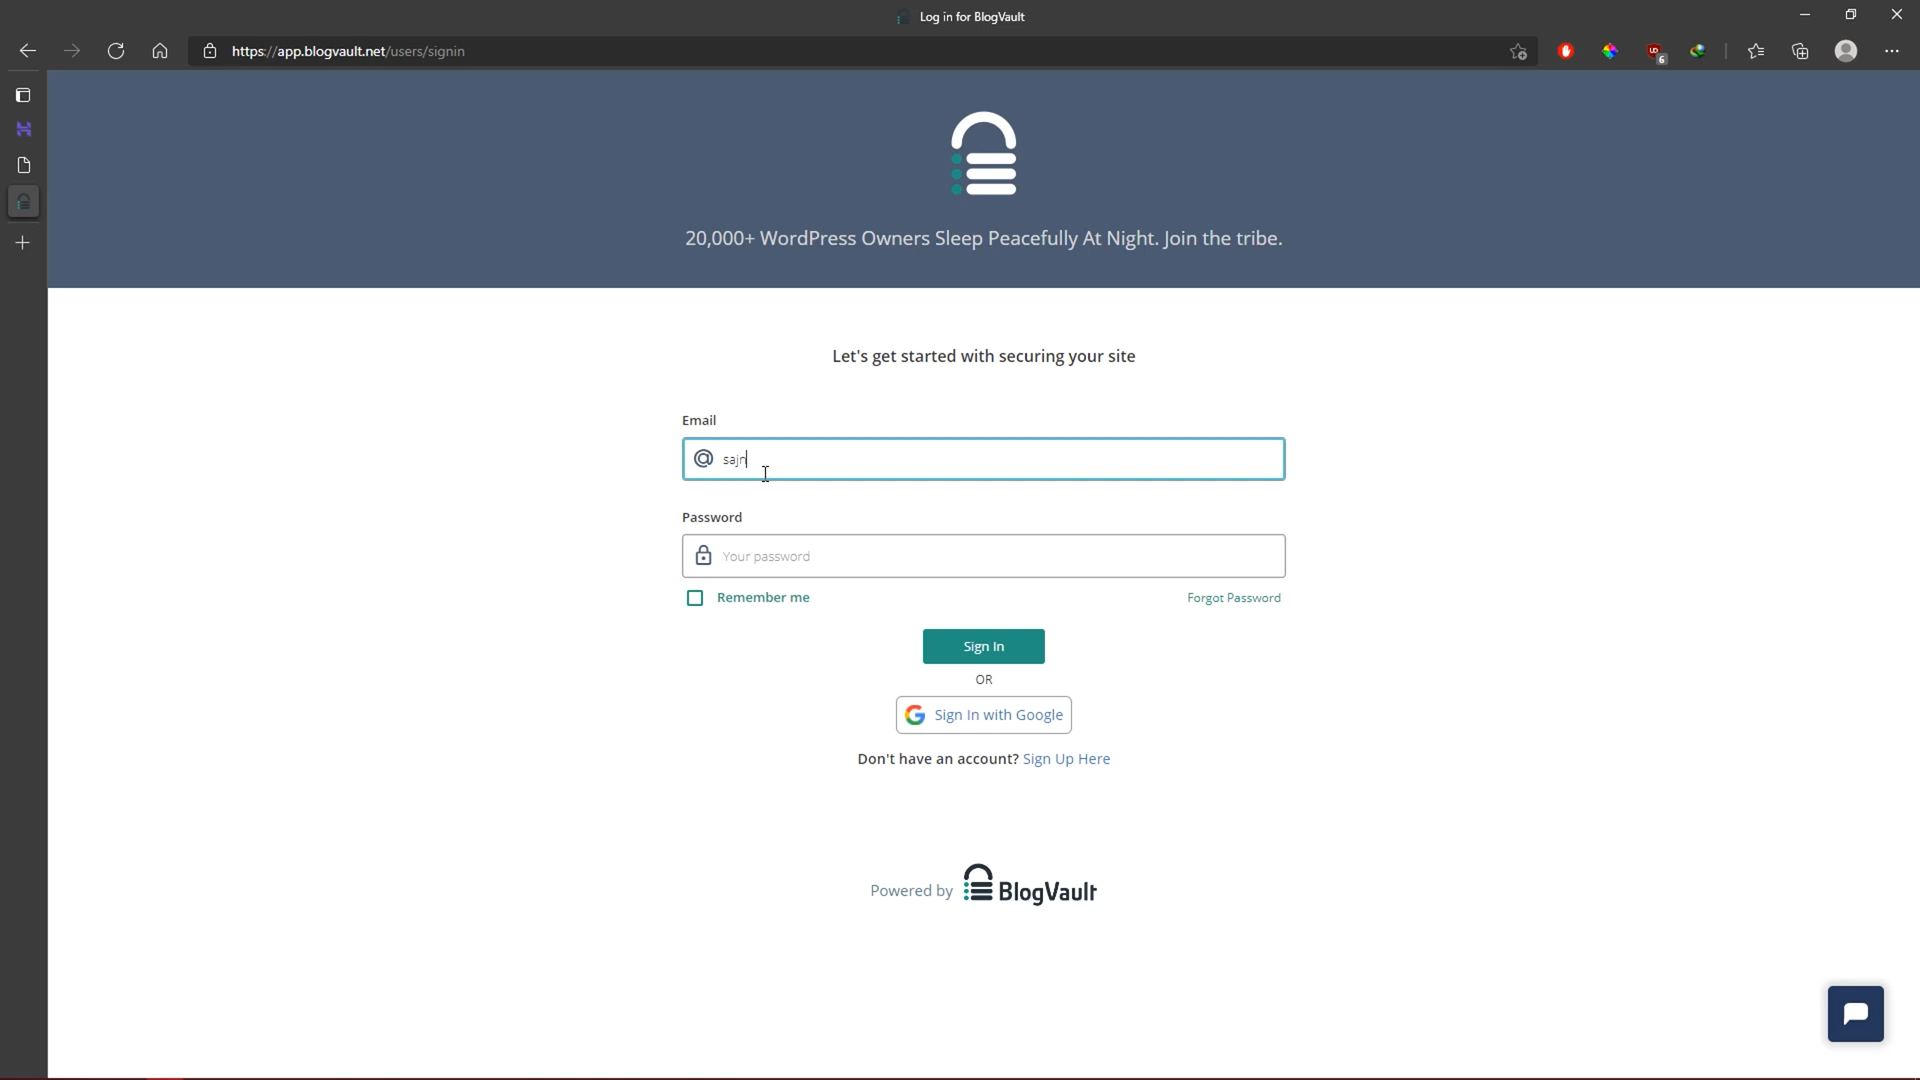 Log in for BlogVault
https://app.blogvault.net/users/signin
UD
6
20,000+ WordPress Owners Sleep Peacefully At Night. Join the tribe.
Let's get started with securing your site
Email
@ sajn
Password
Your password
Remember me
Forgot Password
Sign In
OR
G Sign In with Google
Don't have an account? Sign Up Here
Powered by BlogVault